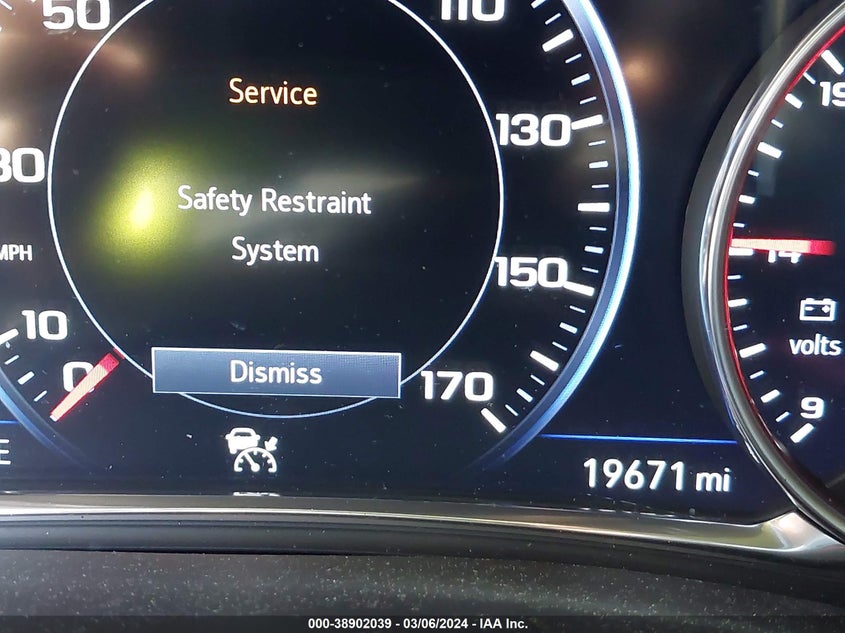 50
110
Service
130
Safety Restraint
System
MPH
150
14
volts
10
0
Dismiss
170
9
19671 mi
000-38902039 - 03/06/2024 - IAA Inc.